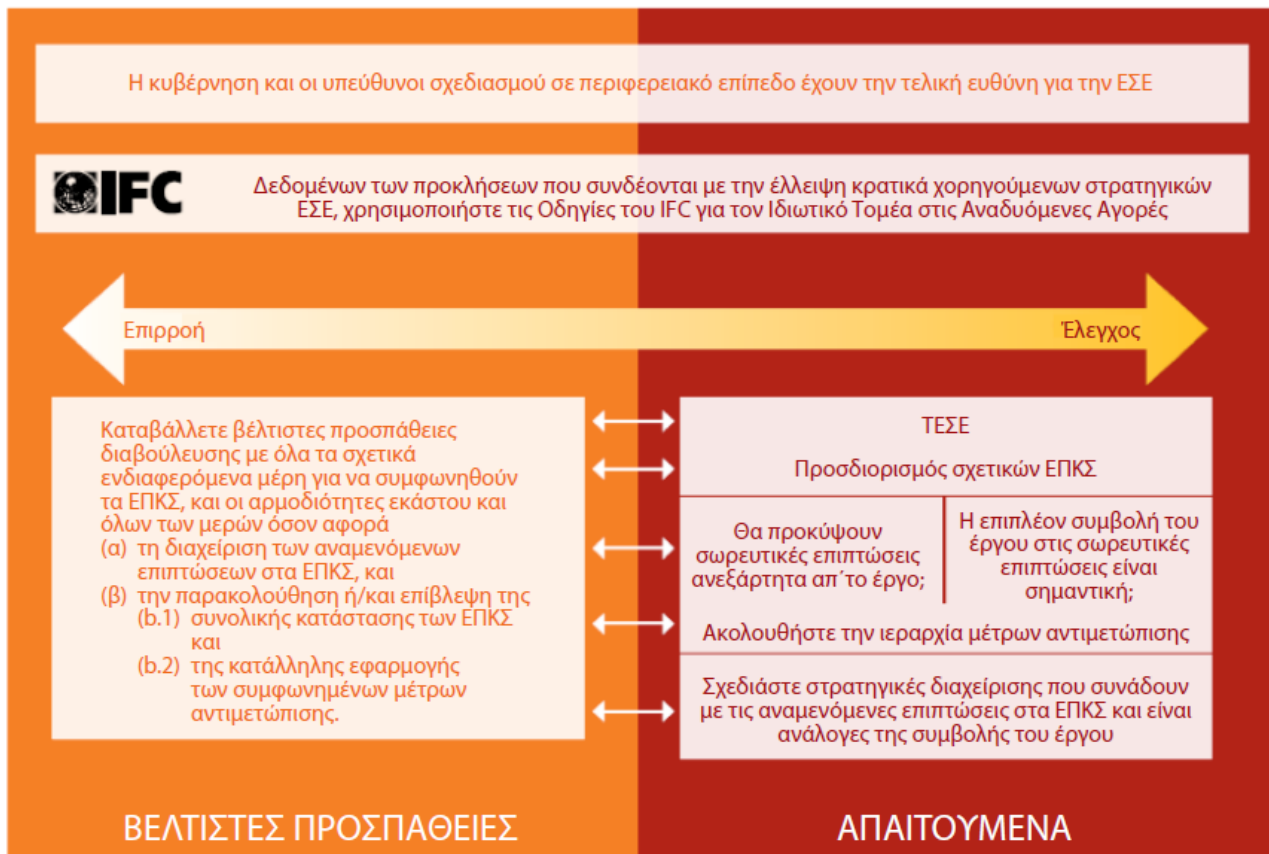 Η κυβέρνηση και οι υπεύθυνοι σχεδιασμού σε περιφερειακό επίπεδο έχουν την τελική ευθύνη για την ΕΣΕ
IFC
Δεδομένων των προκλήσεων που συνδέονται με την έλλειψη κρατικά χορηγούμενων στρατηγικών
ΕΣΕ, χρησιμοποιήστε τις Οδηγίες του IFC για τον Ιδιωτικό Τομέα στις Αναδυόμενες Αγορές
Επιρροή
Έλεγχος
Καταβάλλετε βέλτιστες προσπάθειες
διαβούλευσης με όλα τα σχετικά
ενδιαφερόμενα μέρη για να συμφωνηθούν
τα ΕΠΚΣ, και οι αρμοδιότητες εκάστου και
όλων των μερών όσον αφορά
(α) τη διαχείριση των αναμενόμενων
επιπτώσεων στα ΕΠΚΣ, και
(β) την παρακολούθηση ή/και επίβλεψη της
(b.1) συνολικής κατάστασης των ΕΠΚΣ
και
(b.2) της κατάλληλης εφαρμογής
των συμφωνημένων μέτρων
αντιμετώπισης.
ΤΕΣΕ
Προσδιορισμός σχετικών ΕΠΚΣ
Θα προκύψουν
σωρευτικές επιπτώσεις
ανεξάρτητα απ΄το έργο;
Η επιπλέον συμβολή του
έργου στις σωρευτικές
επιπτώσεις είναι
σημαντική;
Ακολουθήστε την ιεραρχία μέτρων αντιμετώπισης
Σχεδιάστε στρατηγικές διαχείρισης που συνάδουν
με τις αναμενόμενες επιπτώσεις στα ΕΠΚΣ και είναι
ανάλογες της συμβολής του έργου
ΒΕΛΤΙΣΤΕΣ ΠΡΟΣΠΑΘΕΙΕΣ
ΑΠΑΙΤΟΥΜΕΝΑ